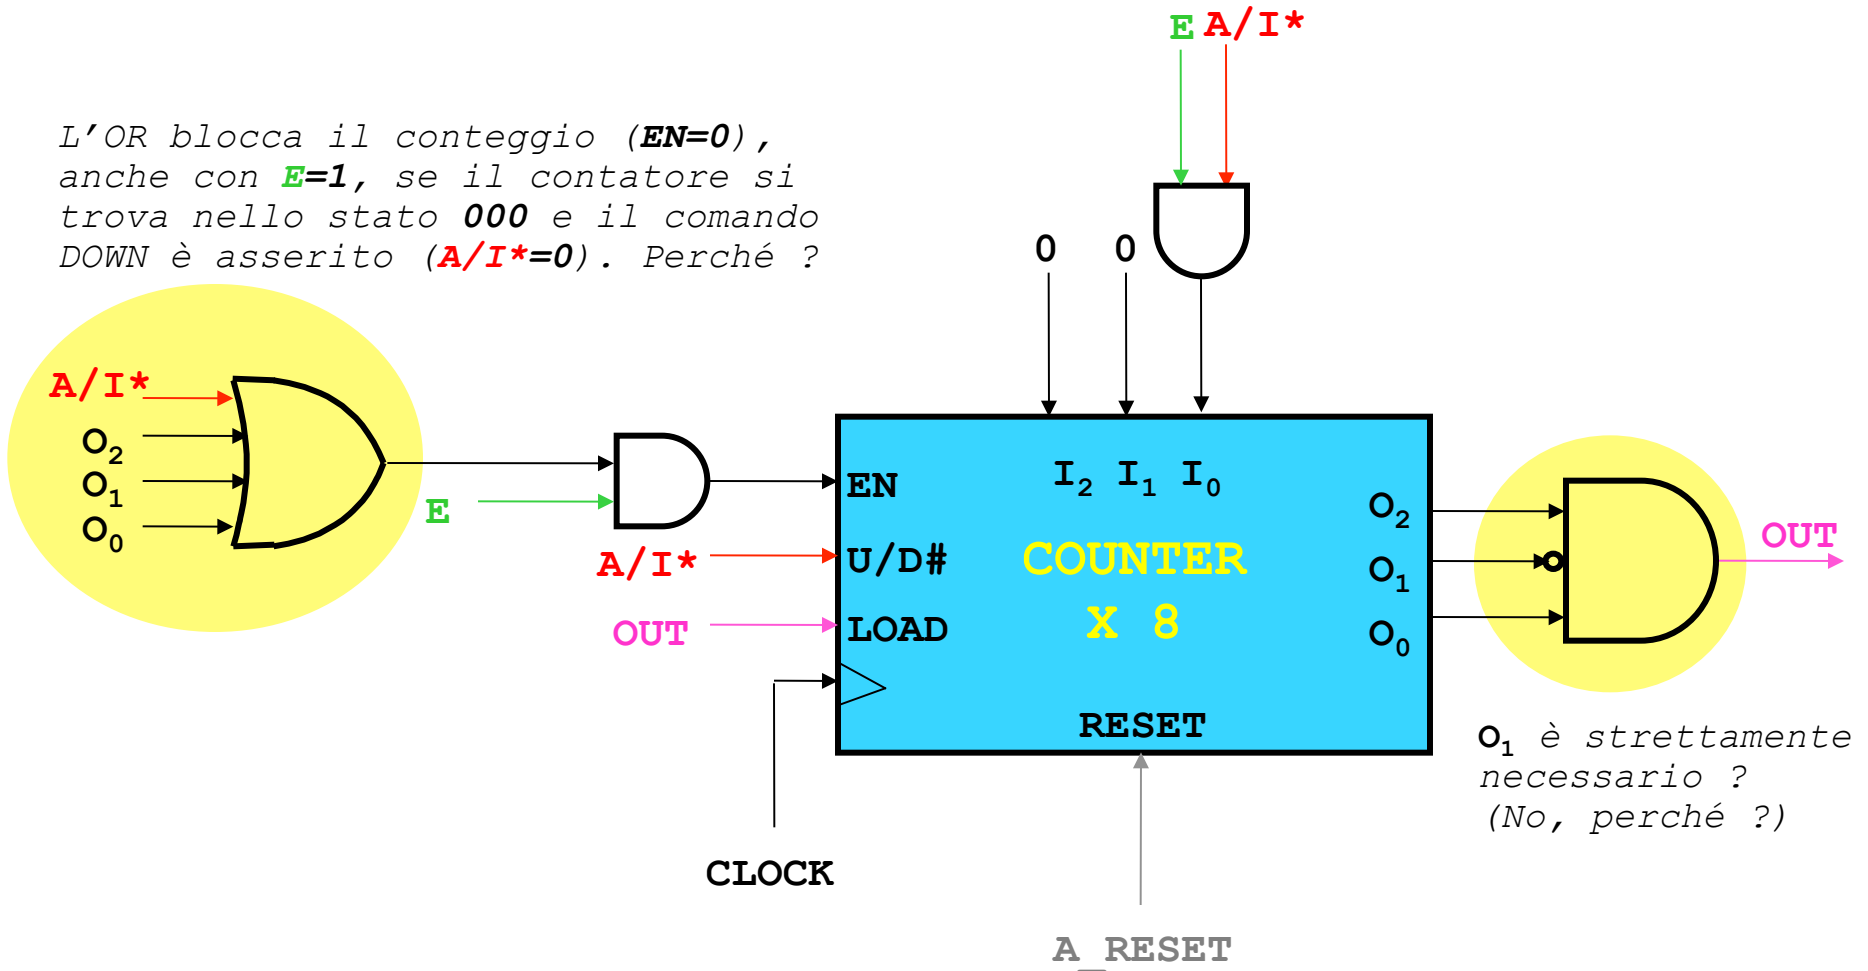 E A/I*
L'OR blocca il conteggio (EN=0),
anche con E=1, se il contatore si
trova nello stato 000 e il comando
DOWN è asserito (A/I*=0). Perché ?
0 0
A/I*
O2
O1
O0
E
EN
I2 I1 I0
O2
A/I*
U/D#
COUNTER
X 8
O1
OUT
OUT
LOAD
O0
RESET
O1 è strettamente
necessario ?
(No, perché ?)
CLOCK
A_RESET